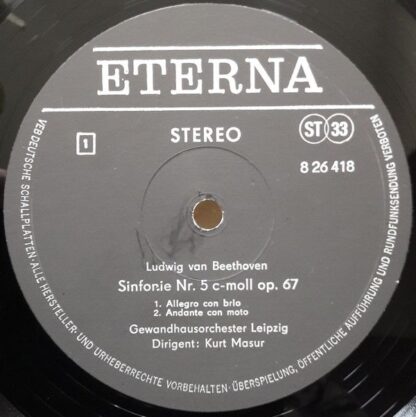 ETERNA
1
STEREO
ST 33
8 26 418
Ludwig van Beethoven
Sinfonie Nr. 5 c-moll op. 67
1. Allegro con brio
2. Andante con moto
Gewandhausorchester Leipzig
Dirigent: Kurt Masur
VEB DEUTSCHE SCHALLPLATTEN · ALLE HERSTELLER- UND URHEBERRECHTE VORBEHALTEN · ÜBERSPIELUNG, ÖFFENTLICHE AUFFÜHRUNG UND RUNDFUNKSENDUNG VERBOTEN